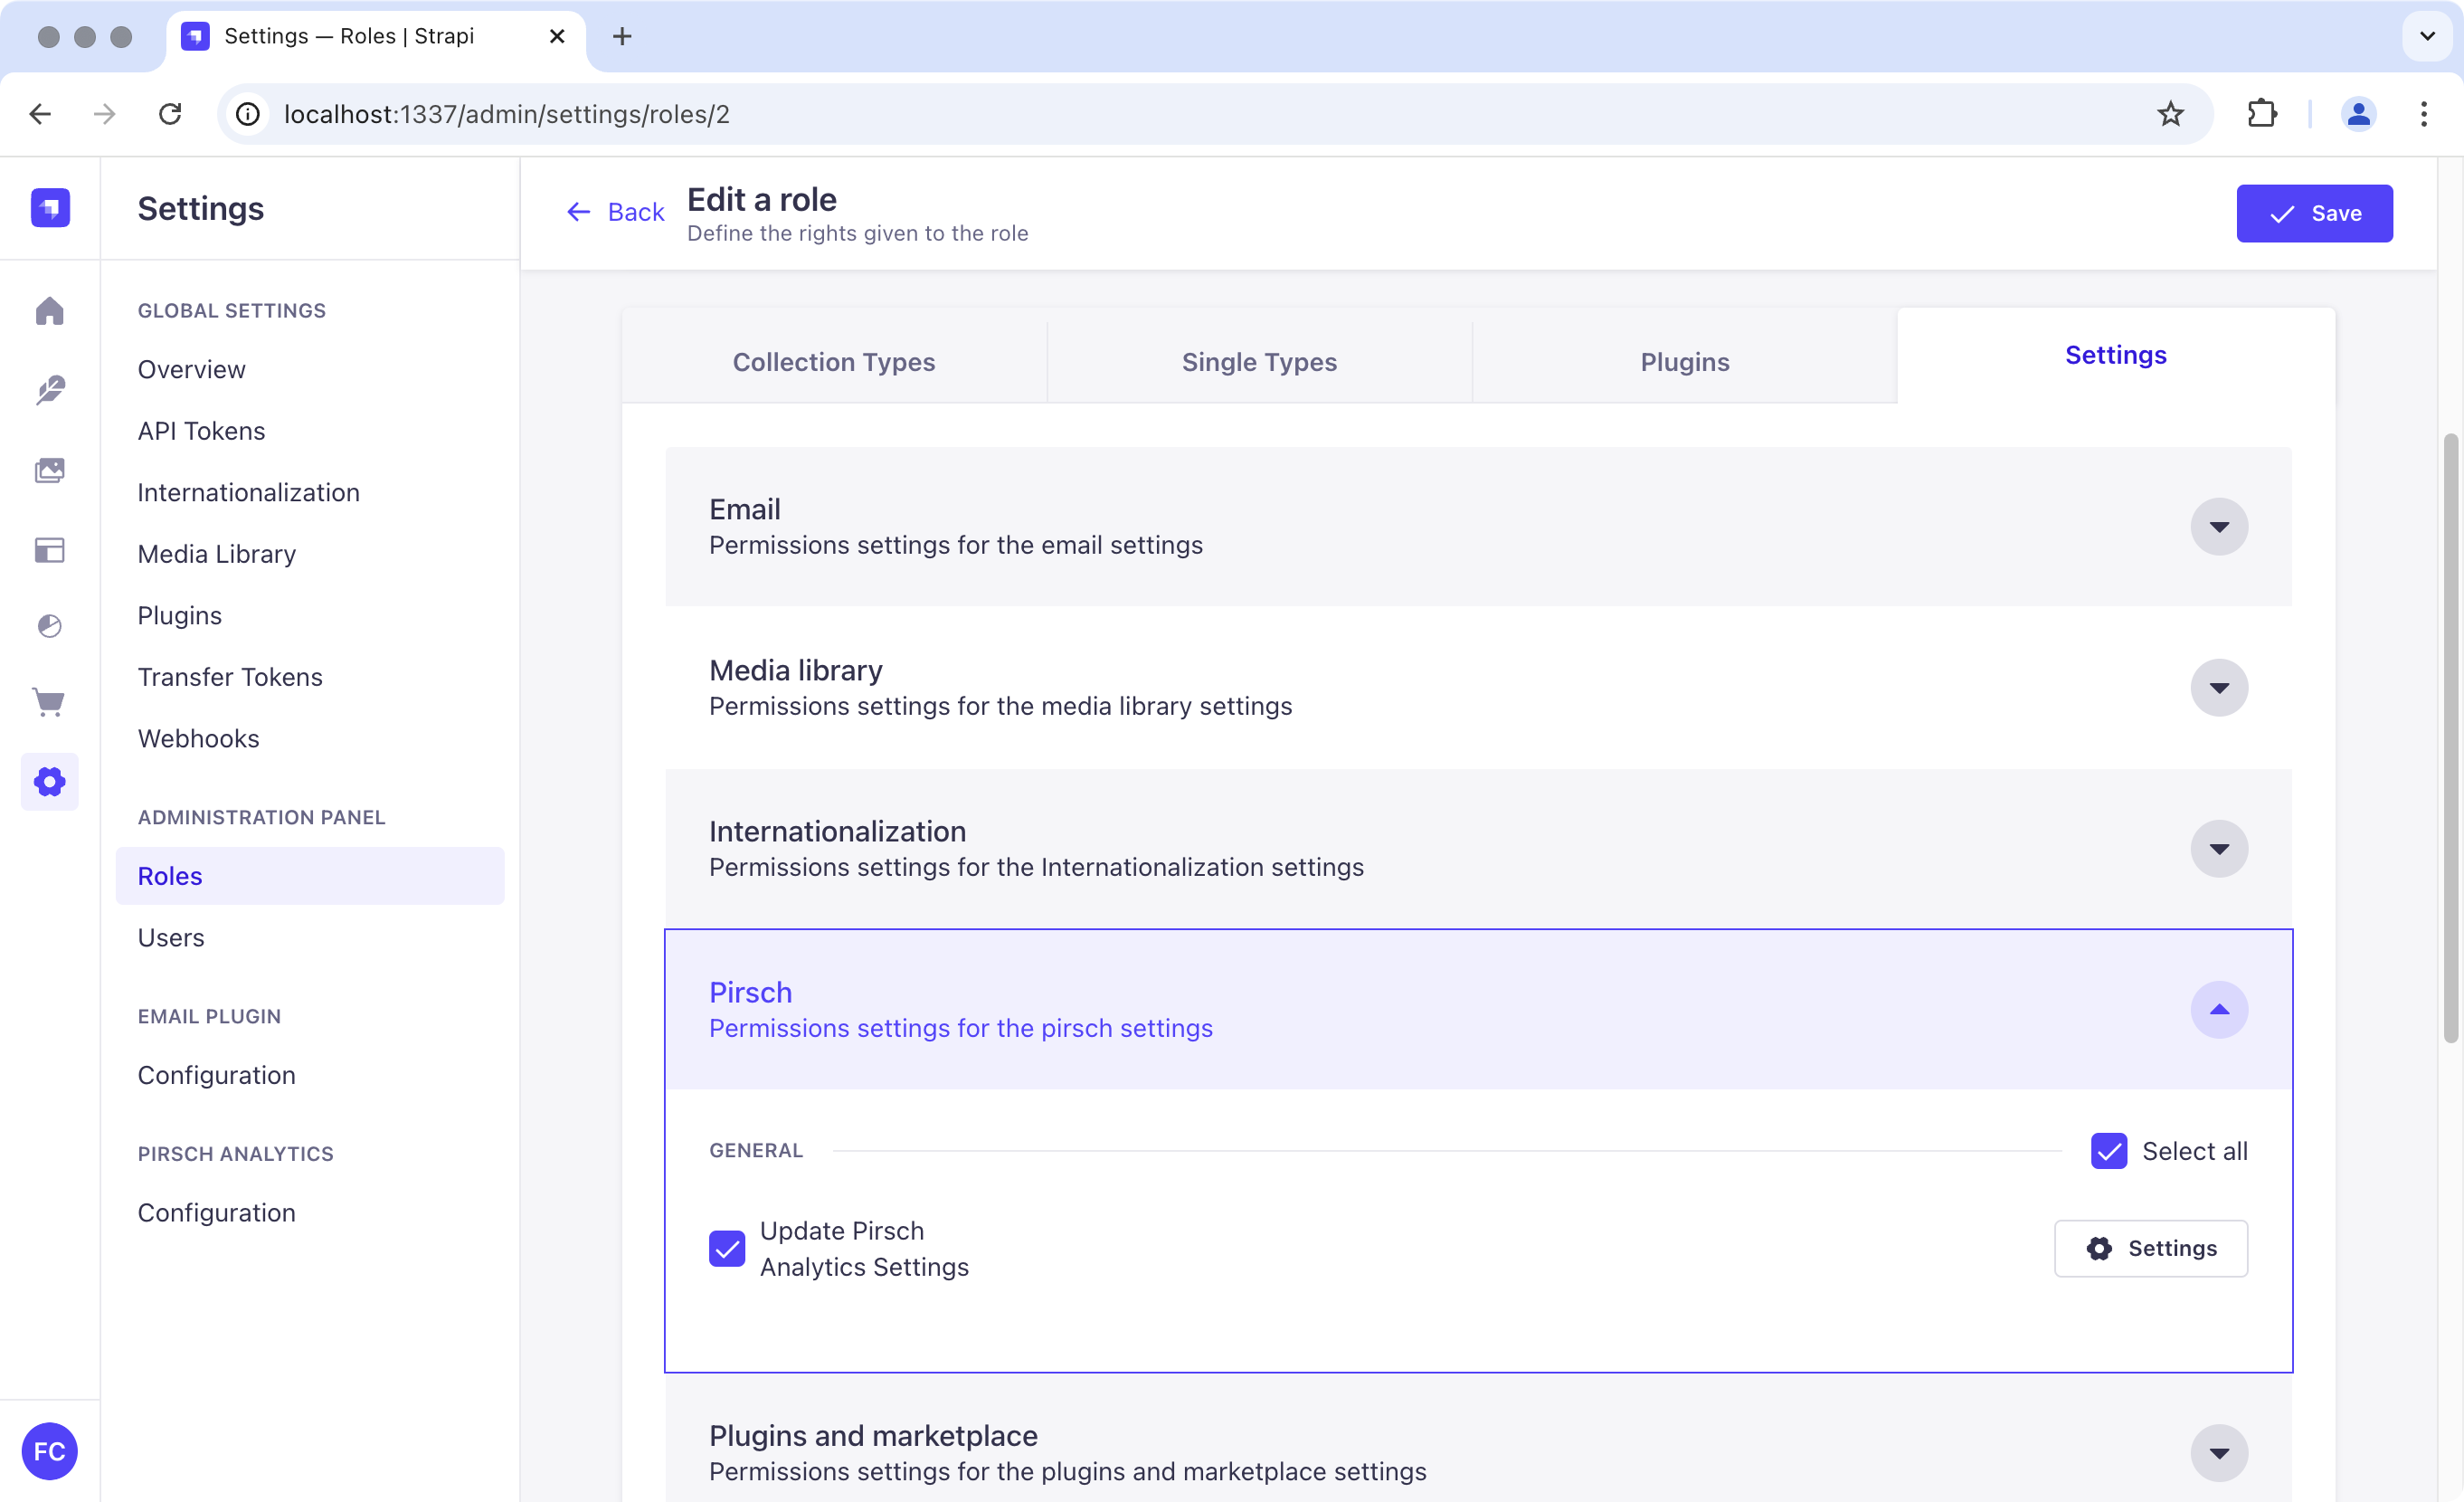 Settings — Roles | Strapi
localhost:1337/admin/settings/roles/2
Settings
GLOBAL SETTINGS
Overview
API Tokens
Internationalization
Media Library
Plugins
Transfer Tokens
Webhooks
ADMINISTRATION PANEL
Roles
Users
EMAIL PLUGIN
Configuration
PIRSCH ANALYTICS
Configuration
FC
Back
Edit a role
Define the rights given to the role
Save
Collection Types
Single Types
Plugins
Settings
Email
Permissions settings for the email settings
Media library
Permissions settings for the media library settings
Internationalization
Permissions settings for the Internationalization settings
Pirsch
Permissions settings for the pirsch settings
GENERAL
Select all
Update Pirsch
Analytics Settings
Settings
Plugins and marketplace
Permissions settings for the plugins and marketplace settings